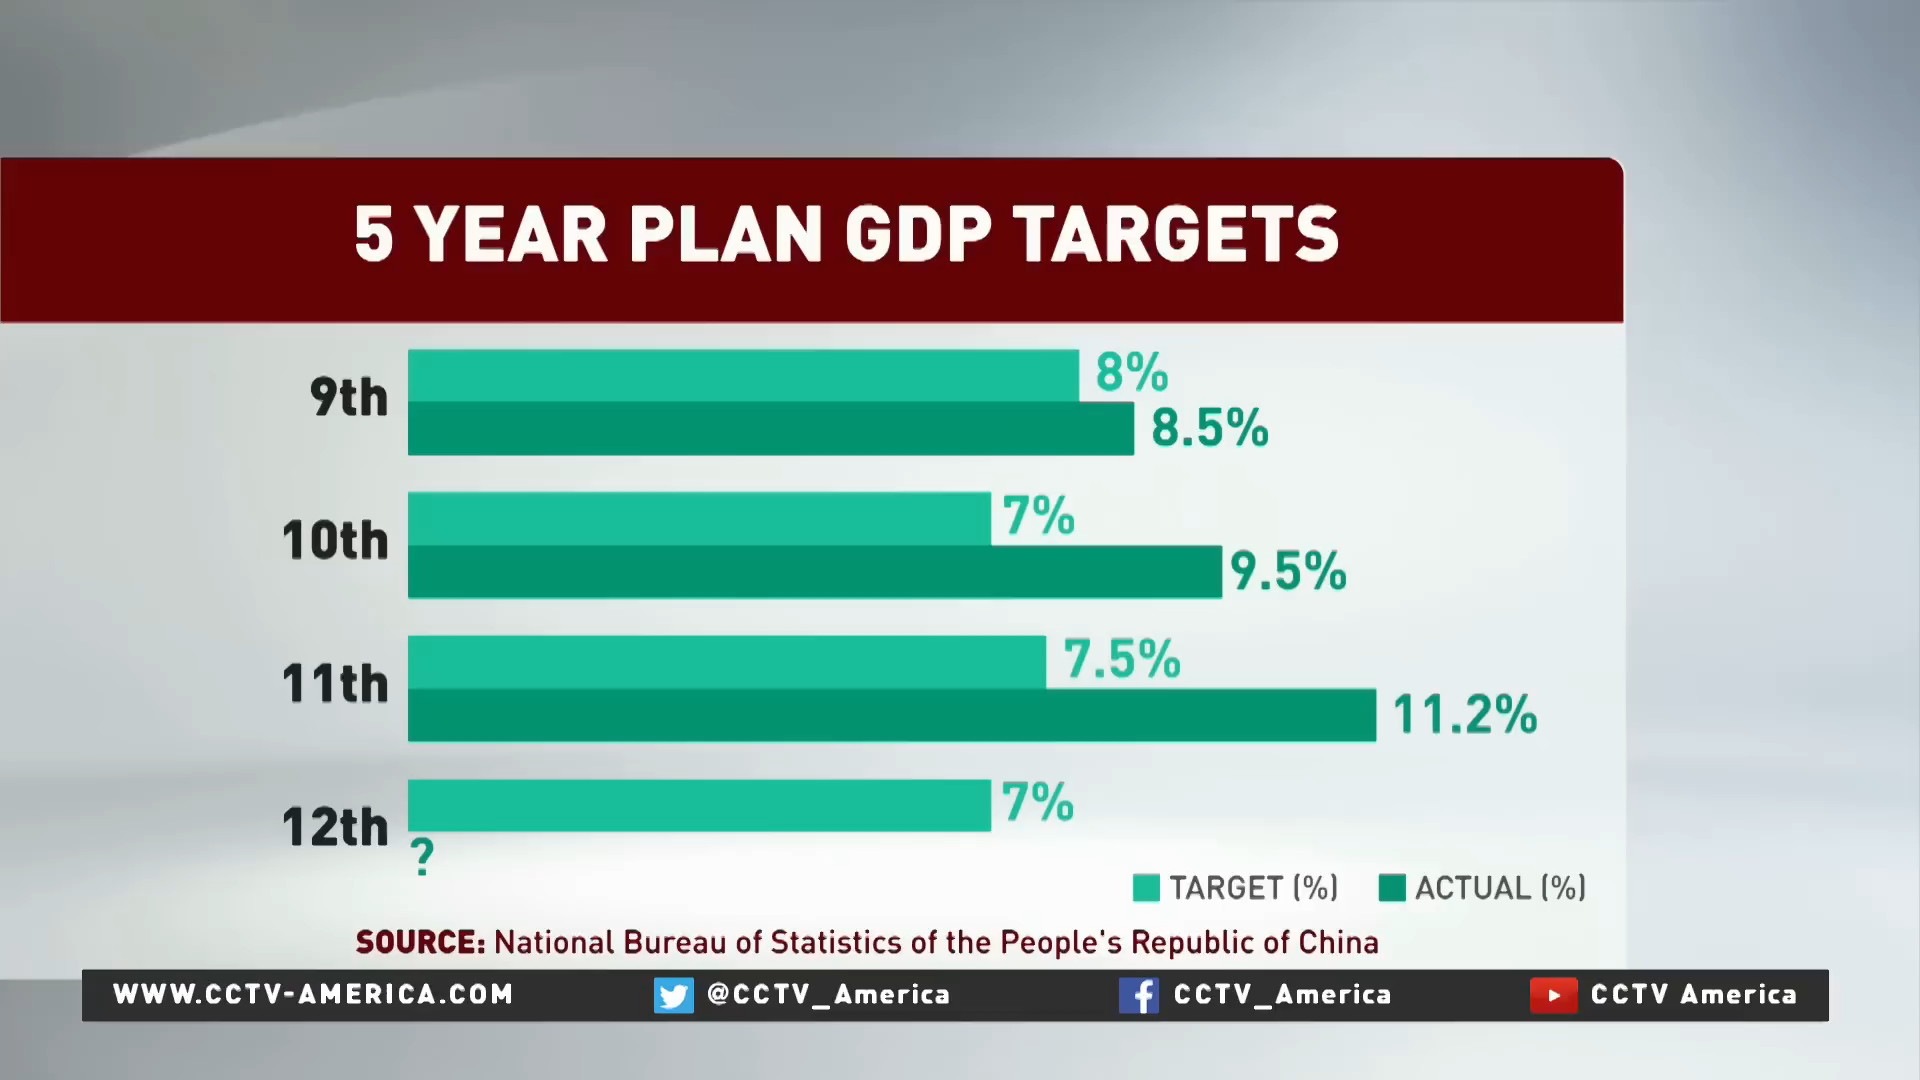 5 YEAR PLAN GDP TARGETS
9th
8%
8.5%
10th
7%
9.5%
11th
7.5%
11.2%
12th
7%
?
TARGET (%) ACTUAL (%)
SOURCE: National Bureau of Statistics of the People's Republic of China
WWW.CCTV-AMERICA.COM @CCTV_America CCTV_America CCTV America